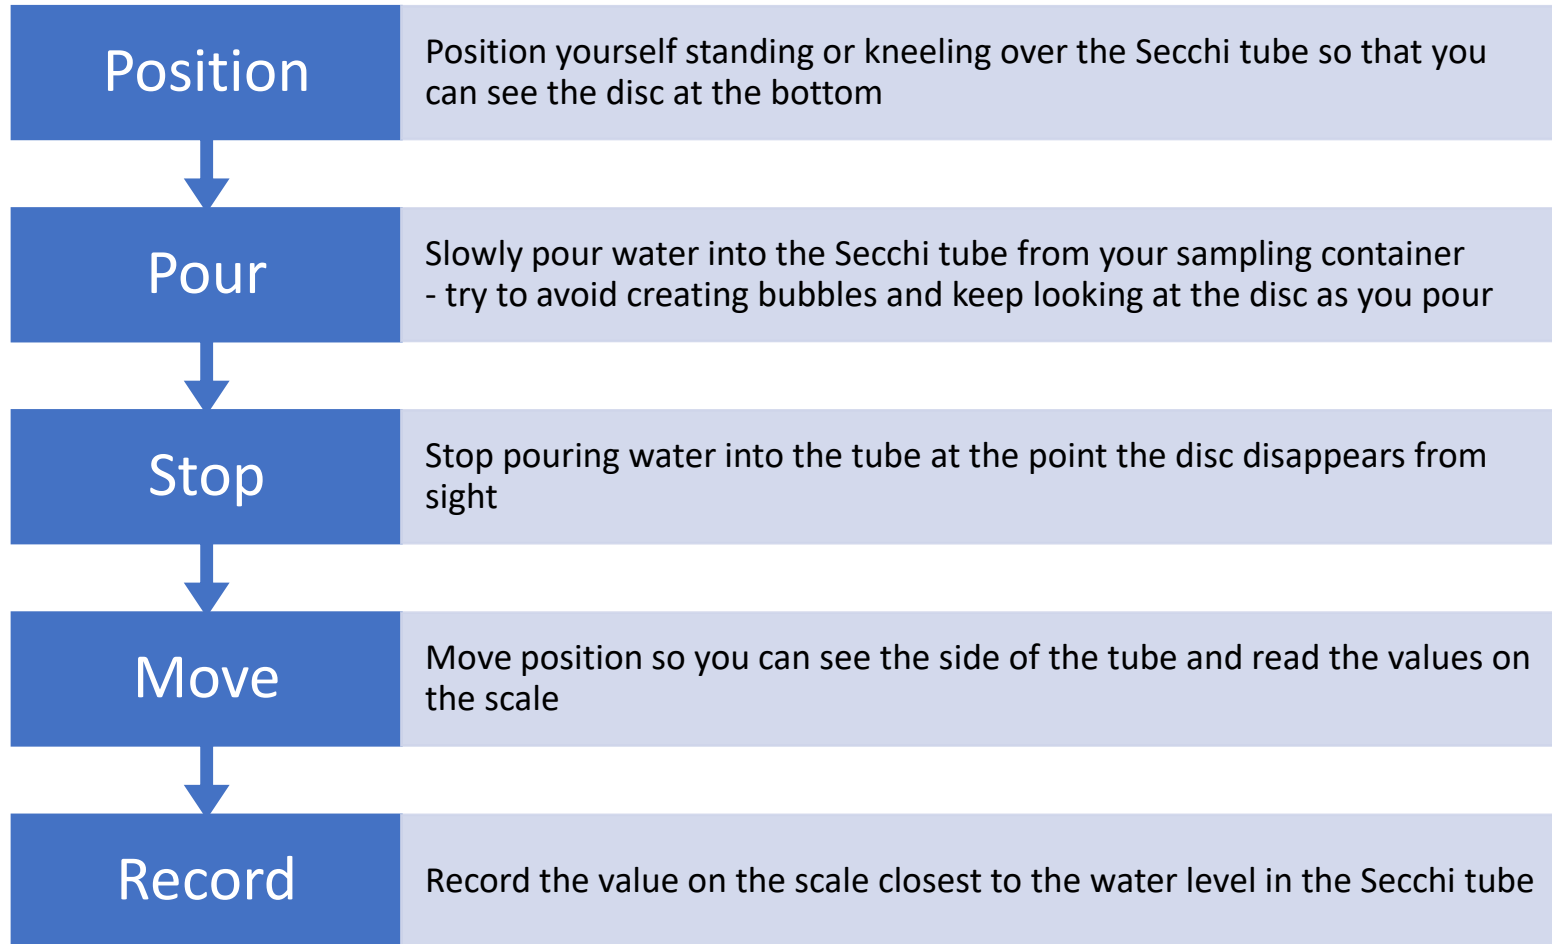 Position
Position yourself standing or kneeling over the Secchi tube so that you
can see the disc at the bottom
Pour
Slowly pour water into the Secchi tube from your sampling container
- try to avoid creating bubbles and keep looking at the disc as you pour
Stop
Stop pouring water into the tube at the point the disc disappears from
sight
Move
Move position so you can see the side of the tube and read the values on
the scale
Record
Record the value on the scale closest to the water level in the Secchi tube